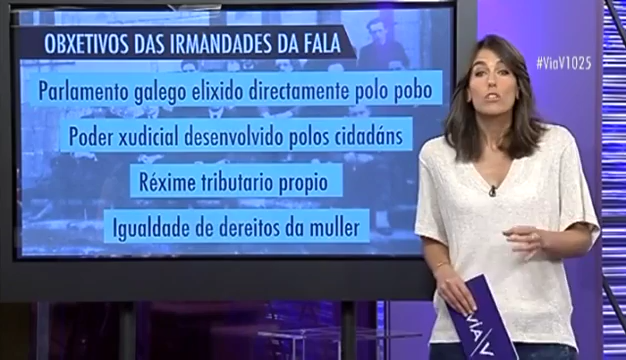 OBXETIVOS DAS IRMANDADES DA FALA
#ViaV1025
Parlamento galego elixido directamente polo pobo
Poder xudicial desenvolvido polos cidadáns
Réxime tributario propio
Igualdade de dereitos da muller
VÍA V